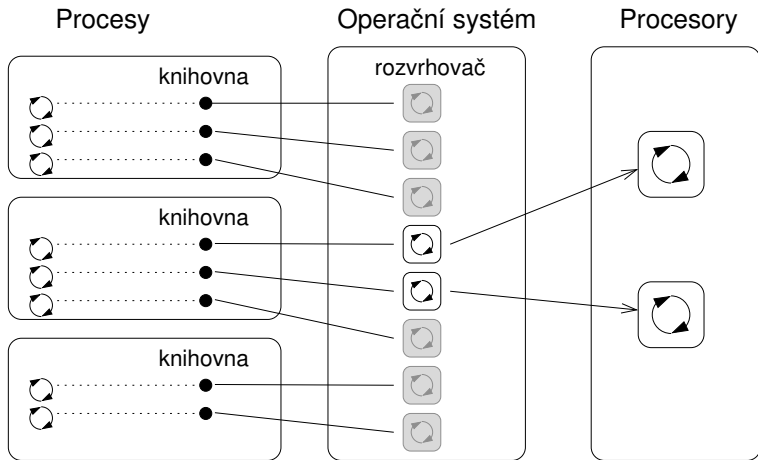 Procesy
Operační systém
Procesory
knihovna
rozvrhovač
knihovna
knihovna